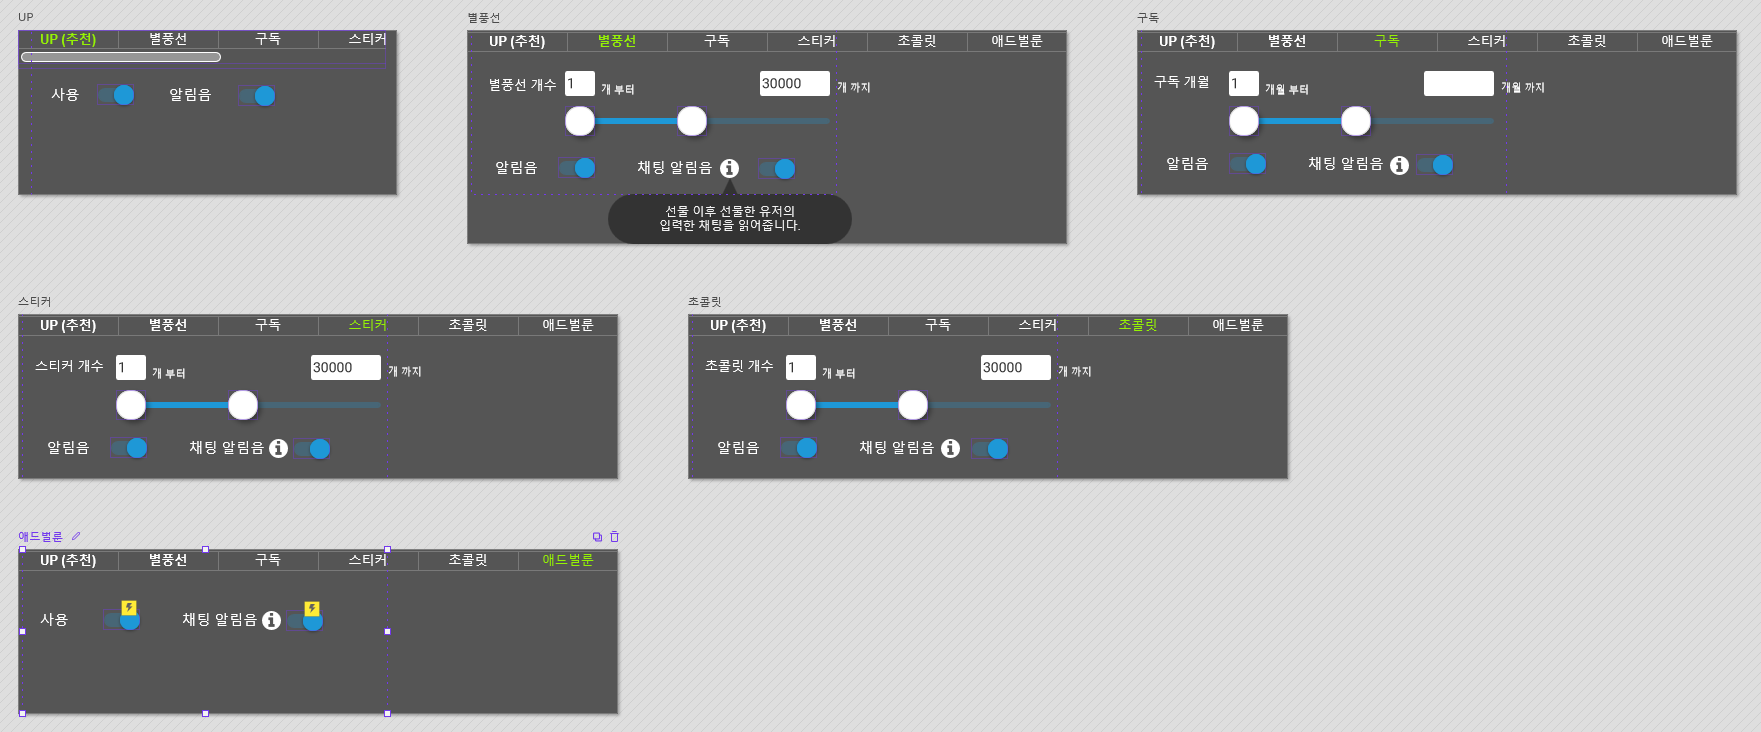 UP
UP (추천) 별풍선 구독 스티커
사용 알림음
별풍선
UP (추천) 별풍선 구독 스티커 초콜릿 애드벌룬
별풍선 개수 1 개 부터 30000 개 까지
알림음 채팅 알림음
선물 이후 선물한 유저의
입력한 채팅을 읽어줍니다.
구독
UP (추천) 별풍선 구독 스티커 초콜릿 애드벌룬
구독 개월 1 개월 부터 개월 까지
알림음 채팅 알림음
스티커
UP (추천) 별풍선 구독 스티커 초콜릿 애드벌룬
스티커 개수 1 개 부터 30000 개 까지
알림음 채팅 알림음
초콜릿
UP (추천) 별풍선 구독 스티커 초콜릿 애드벌룬
초콜릿 개수 1 개 부터 30000 개 까지
알림음 채팅 알림음
애드벌룬
UP (추천) 별풍선 구독 스티커 초콜릿 애드벌룬
사용 채팅 알림음